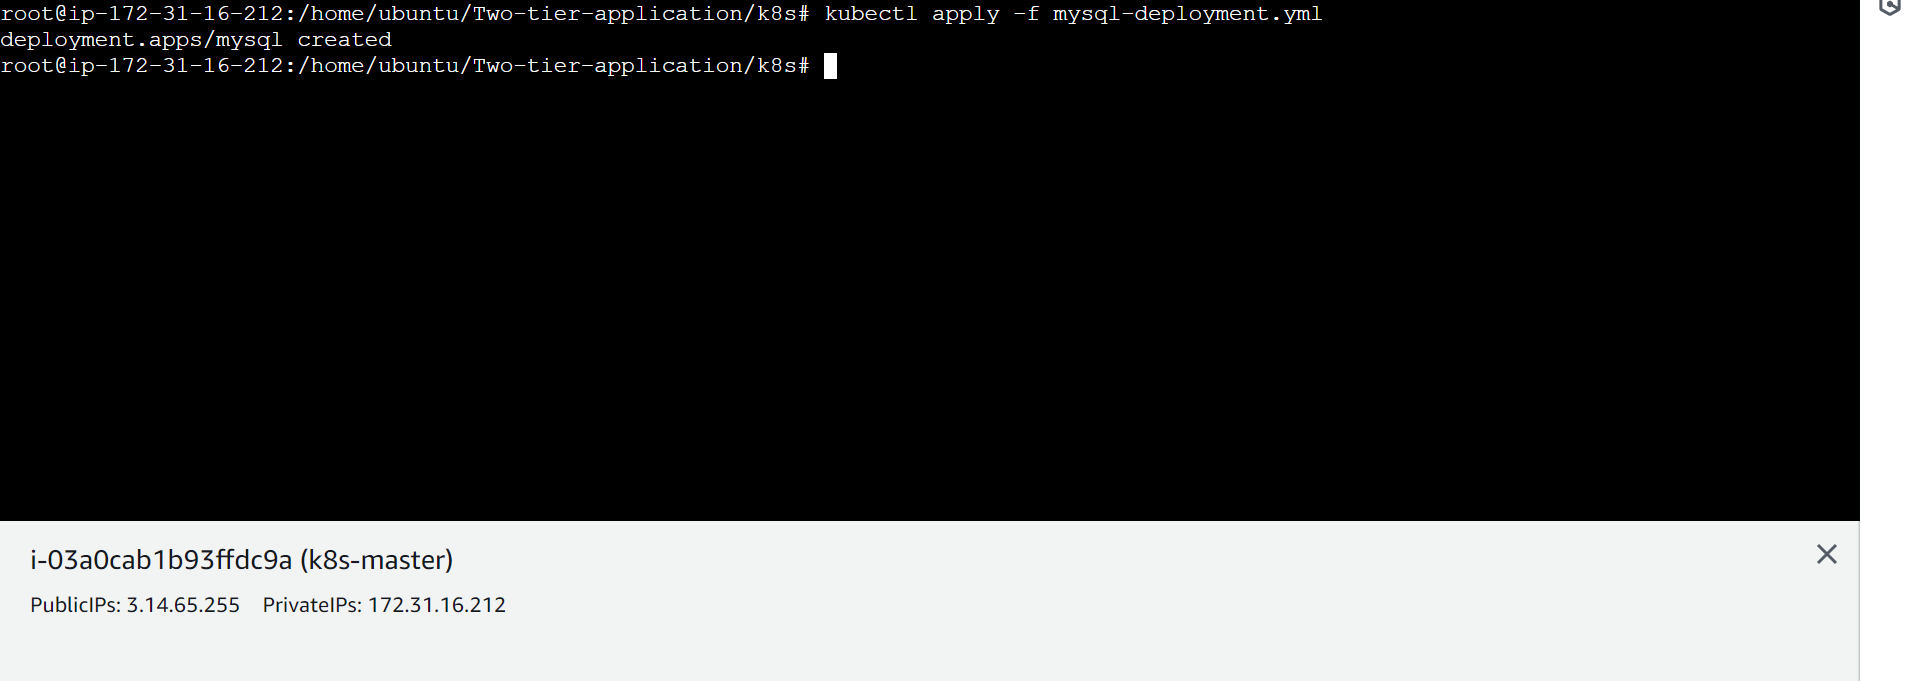 root@ip-172-31-16-212:/home/ubuntu/Two-tier-application/k8s# kubectl apply -f mysql-deployment.yml
deployment.apps/mysql created
root@ip-172-31-16-212:/home/ubuntu/Two-tier-application/k8s#
i-03a0cab1b93ffdc9a (k8s-master)
PublicIPs: 3.14.65.255 PrivateIPs: 172.31.16.212